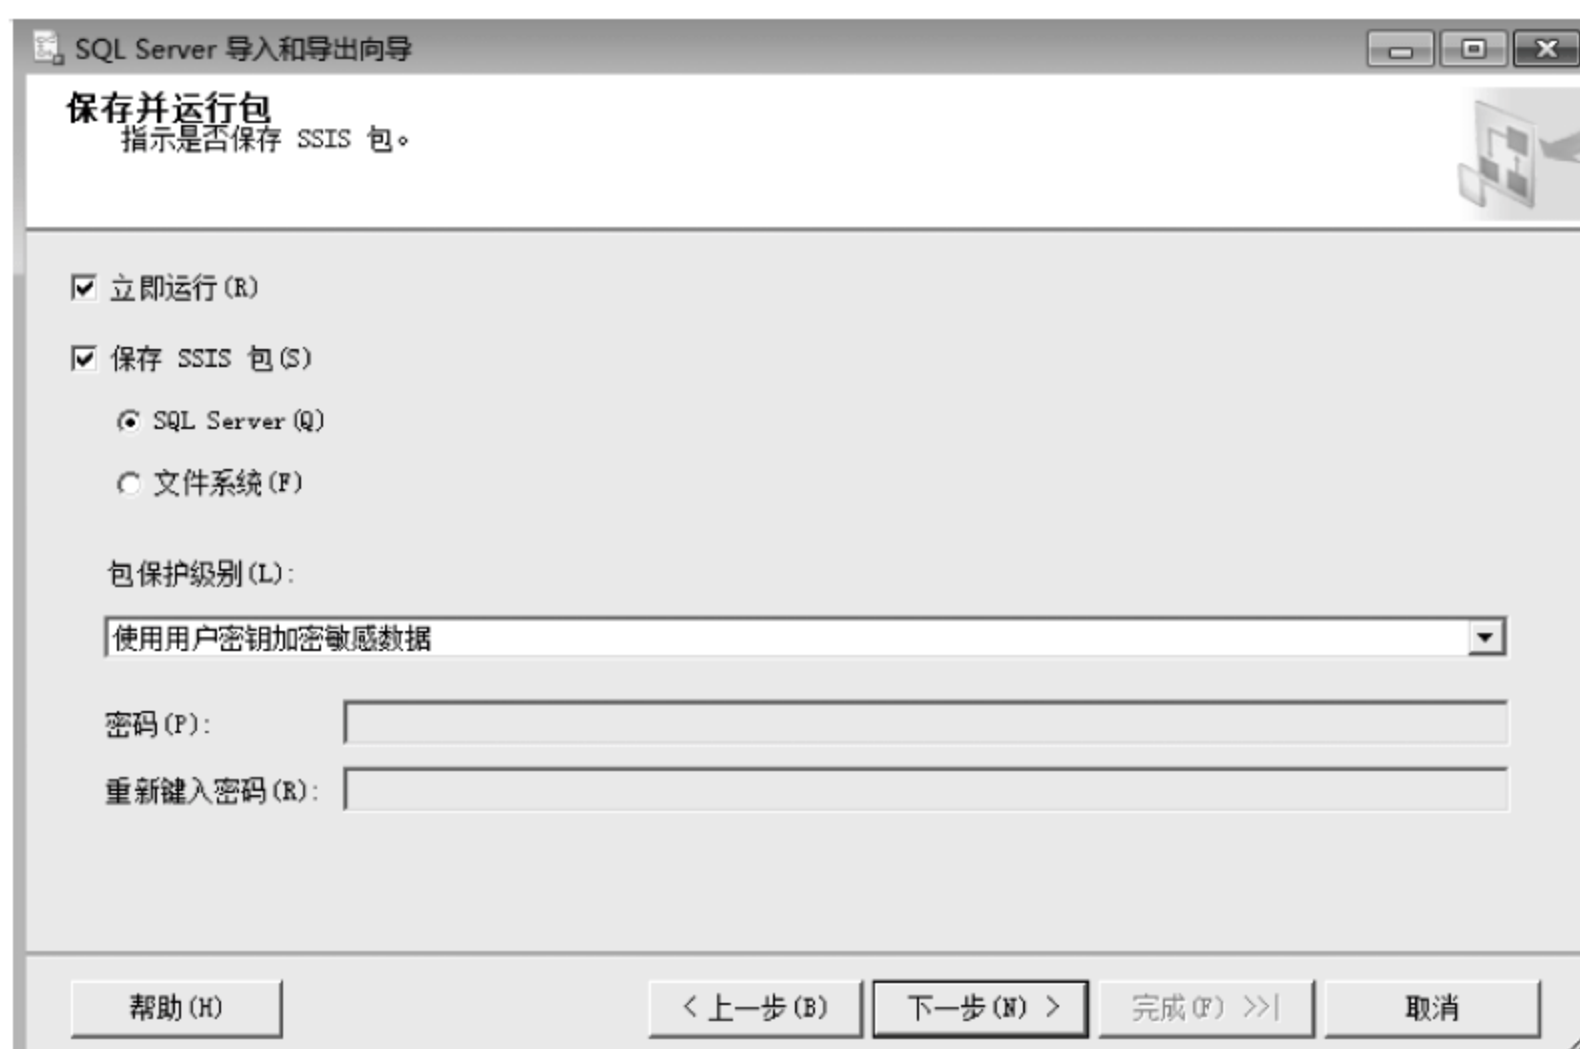 SQL Server 导入和导出向导
保存并运行包
指示是否保存 SSIS 包。
立即运行(R)
保存 SSIS 包(S)
SQL Server(Q)
文件系统(F)
包保护级别(L):
使用用户密钥加密敏感数据
密码(P):
重新键入密码(R):
帮助(H)
< 上一步(B)
下一步(N) >
完成(F) >>|
取消